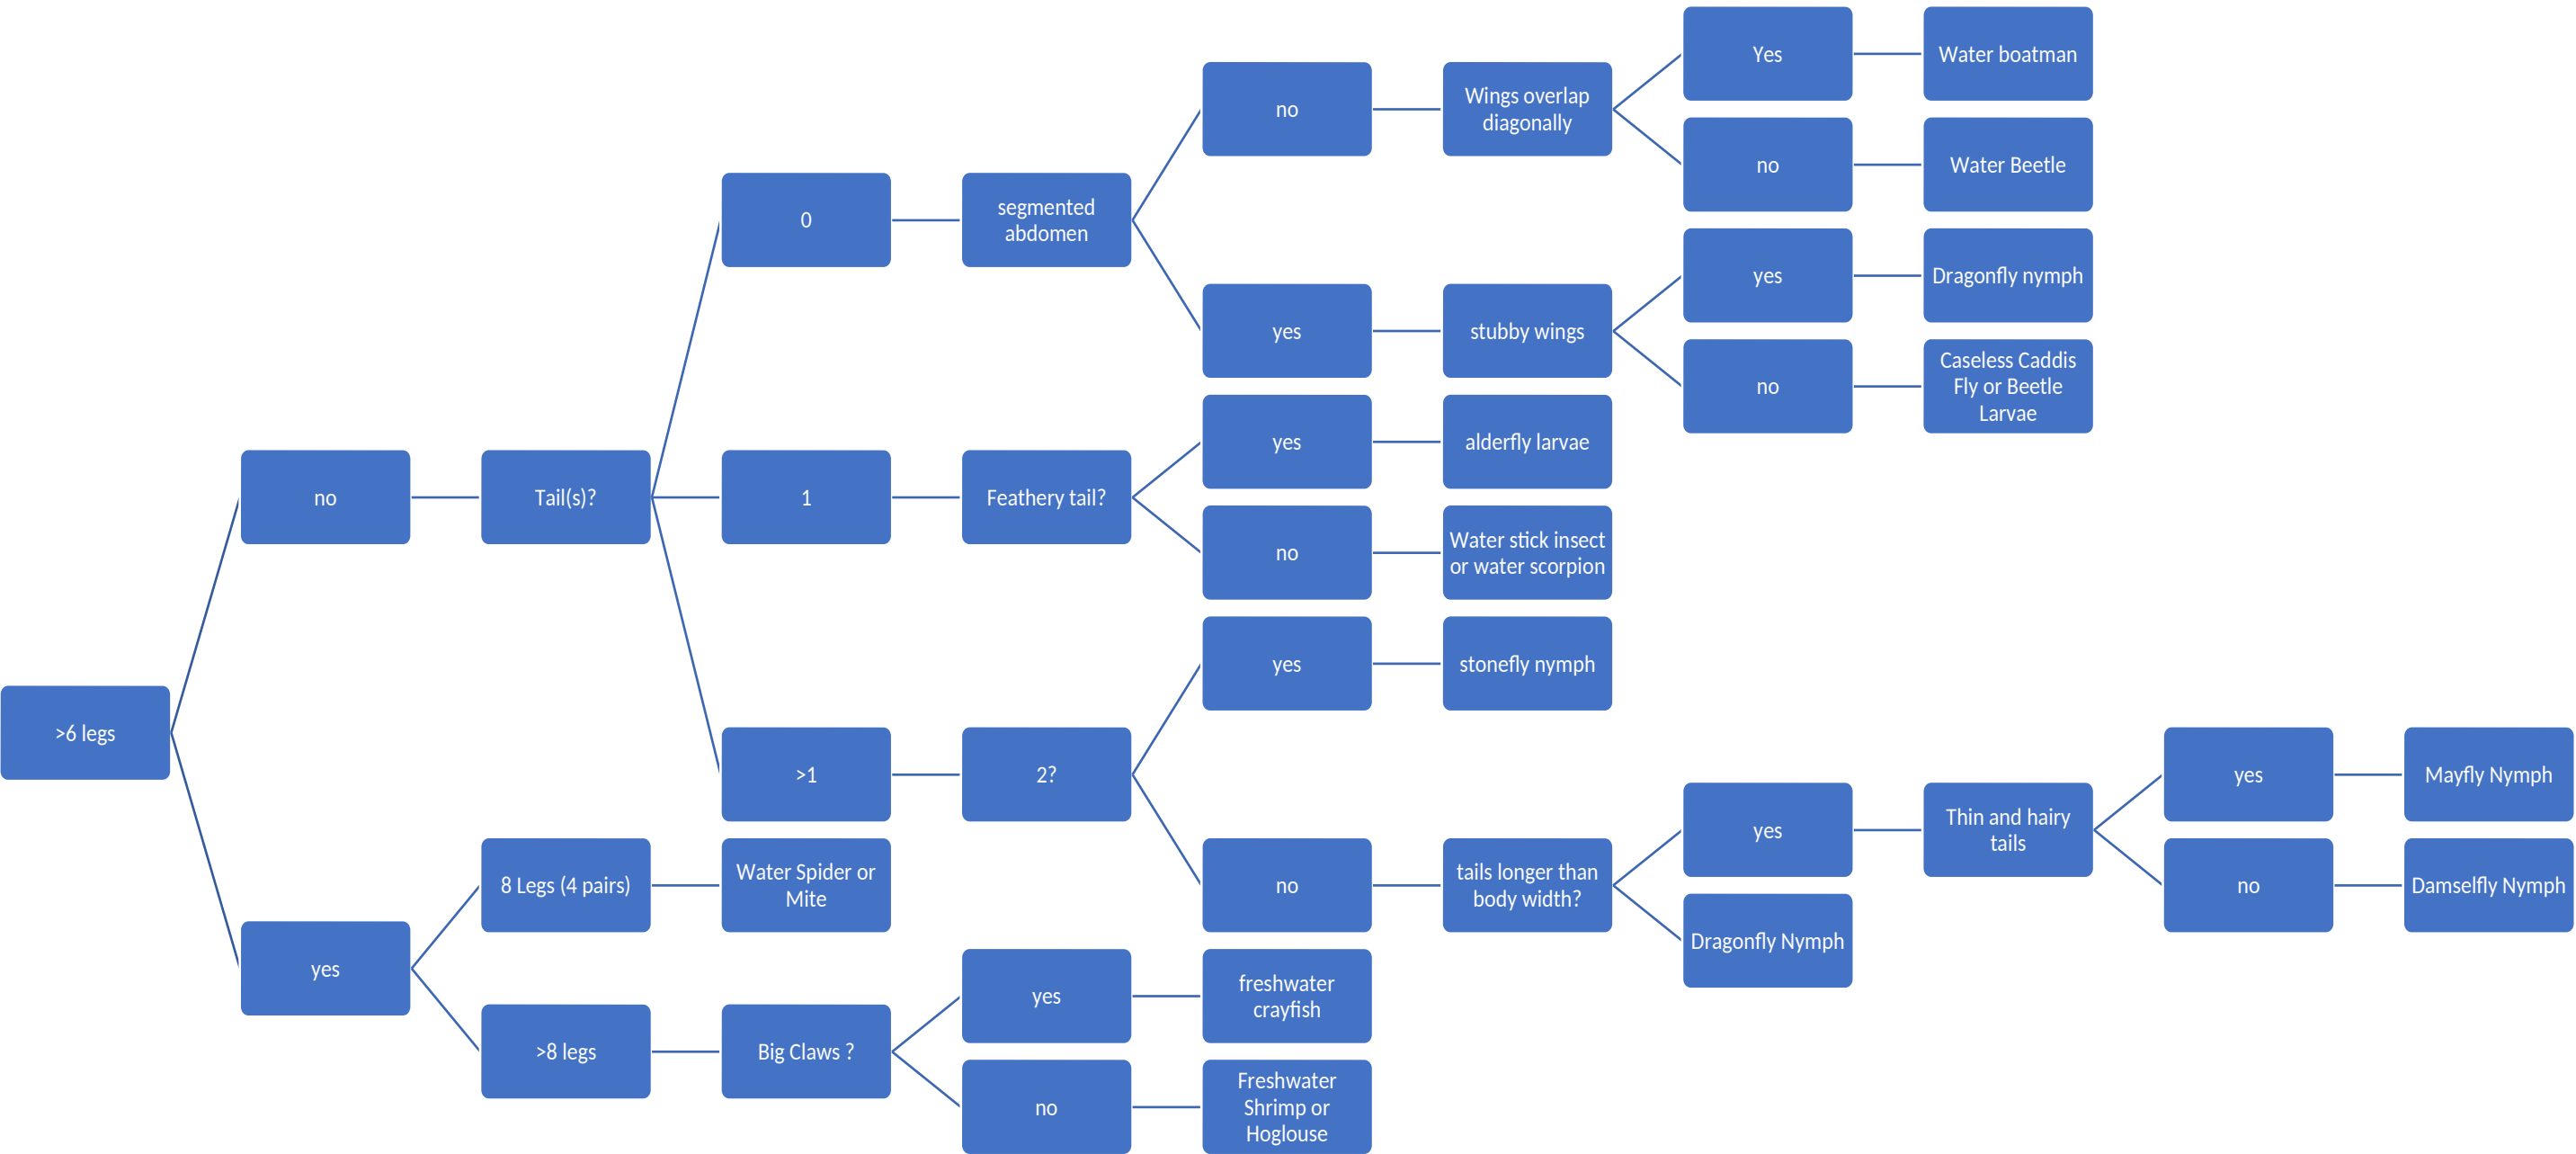 >6 legs
no
Tail(s)?
0
segmented
abdomen
no
Wings overlap
diagonally
Yes
Water boatman
no
Water Beetle
yes
stubby wings
yes
Dragonfly nymph
no
Caseless Caddis
Fly or Beetle
Larvae
1
Feathery tail?
yes
alderfly larvae
no
Water stick insect
or water scorpion
>1
2?
yes
stonefly nymph
no
tails longer than
body width?
yes
Thin and hairy
tails
yes
Mayfly Nymph
no
Damselfly Nymph
Dragonfly Nymph
yes
8 Legs (4 pairs)
Water Spider or
Mite
>8 legs
Big Claws ?
yes
freshwater
crayfish
no
Freshwater
Shrimp or
Hoglouse